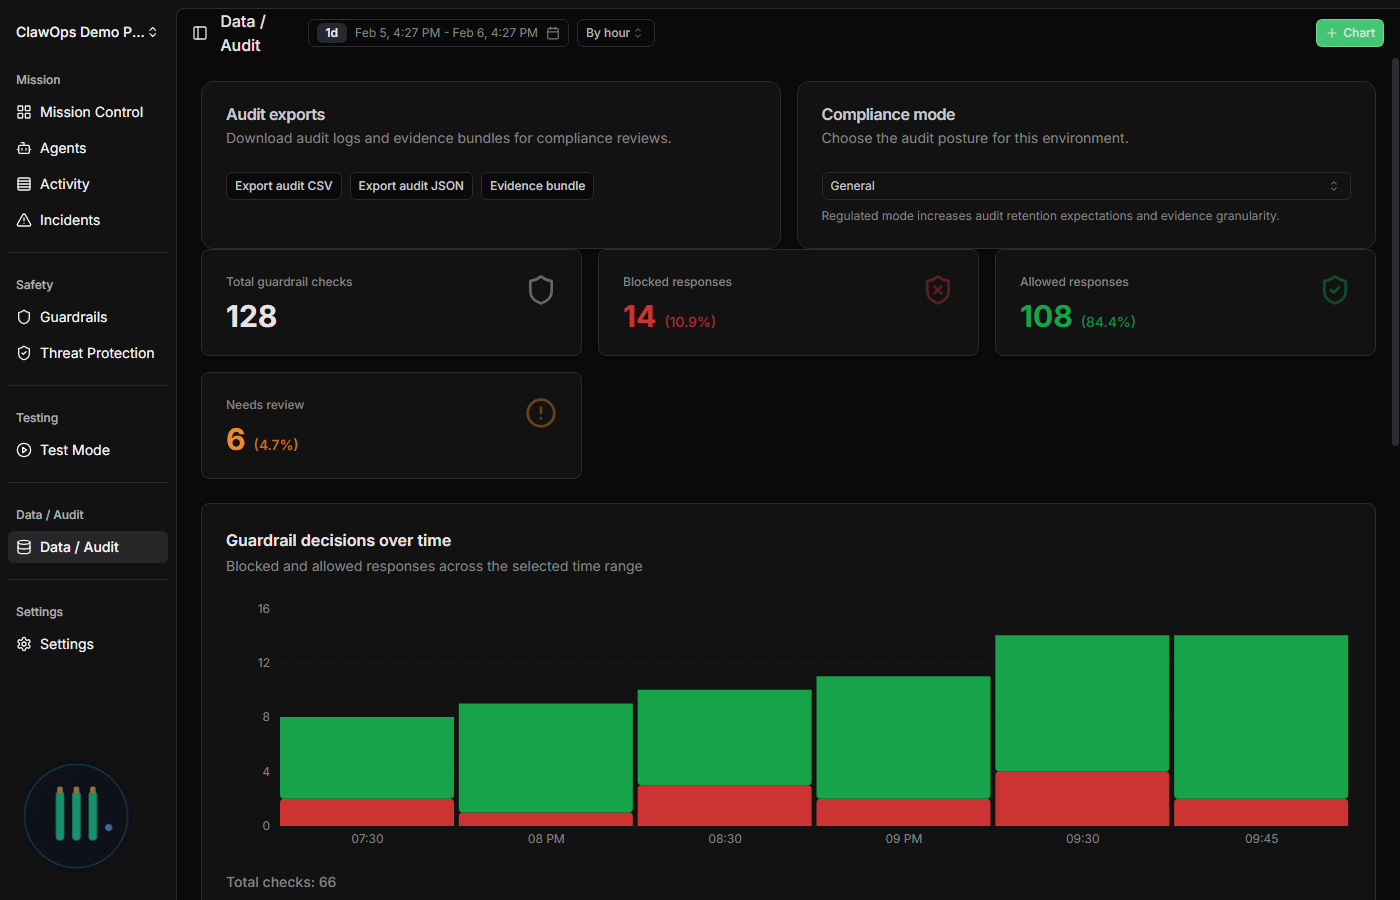 ClawOps Demo P...
Mission
Mission Control
Agents
Activity
Incidents
Safety
Guardrails
Threat Protection
Testing
Test Mode
Data / Audit
Data / Audit
Settings
Settings
Data / Audit
1d Feb 5, 4:27 PM - Feb 6, 4:27 PM
By hour
+ Chart
Audit exports
Download audit logs and evidence bundles for compliance reviews.
Export audit CSV
Export audit JSON
Evidence bundle
Compliance mode
Choose the audit posture for this environment.
General
Regulated mode increases audit retention expectations and evidence granularity.
Total guardrail checks
128
Blocked responses
14 (10.9%)
Allowed responses
108 (84.4%)
Needs review
6 (4.7%)
Guardrail decisions over time
Blocked and allowed responses across the selected time range
16
12
8
4
0
07:30 08 PM 08:30 09 PM 09:30 09:45
Total checks: 66